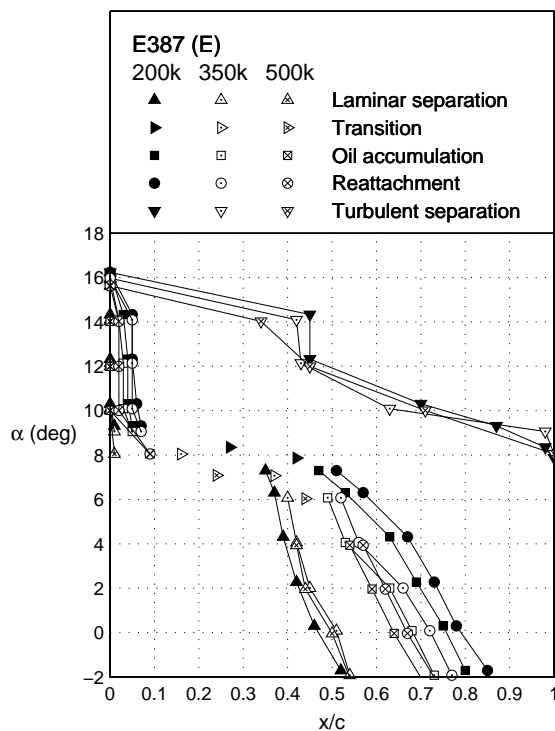 E387 (E)
200k 350k 500k
Laminar separation
Transition
Oil accumulation
Reattachment
Turbulent separation
18
16
14
12
10
8
6
4
2
0
−2
α (deg)
0 0.1 0.2 0.3 0.4 0.5 0.6 0.7 0.8 0.9 1
x/c